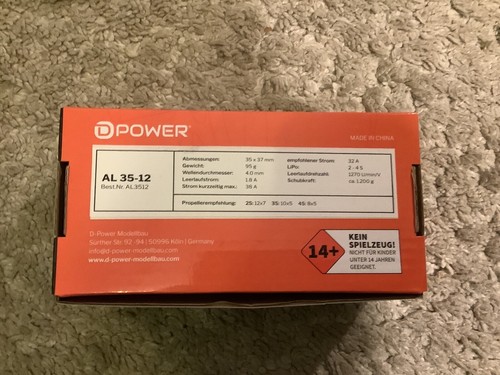 DPOWER
MADE IN CHINA
AL 35-12
Best.Nr. AL3512
Abmessungen: 35 x 37 mm
Gewicht: 95 g
Wellendurchmesser: 4.0 mm
Leerlaufstrom: 1.8 A
Strom kurzzeitig max.: 36 A
empfohlener Strom: 32 A
LiPo: 2 - 4 S
Leerlaufdrehzahl: 1270 U/min/V
Schubkraft: ca. 1.200 g
Propellerempfehlung: 2S: 12x7 3S: 10x5 4S: 8x5
D-Power Modellbau
Sürther Str. 92 -94 | 50996 Köln | Germany
info@d-power-modellbau.com
www.d-power-modellbau.com
14+
KEIN
SPIELZEUG!
NICHT FÜR KINDER
UNTER 14 JAHREN
GEEIGNET.